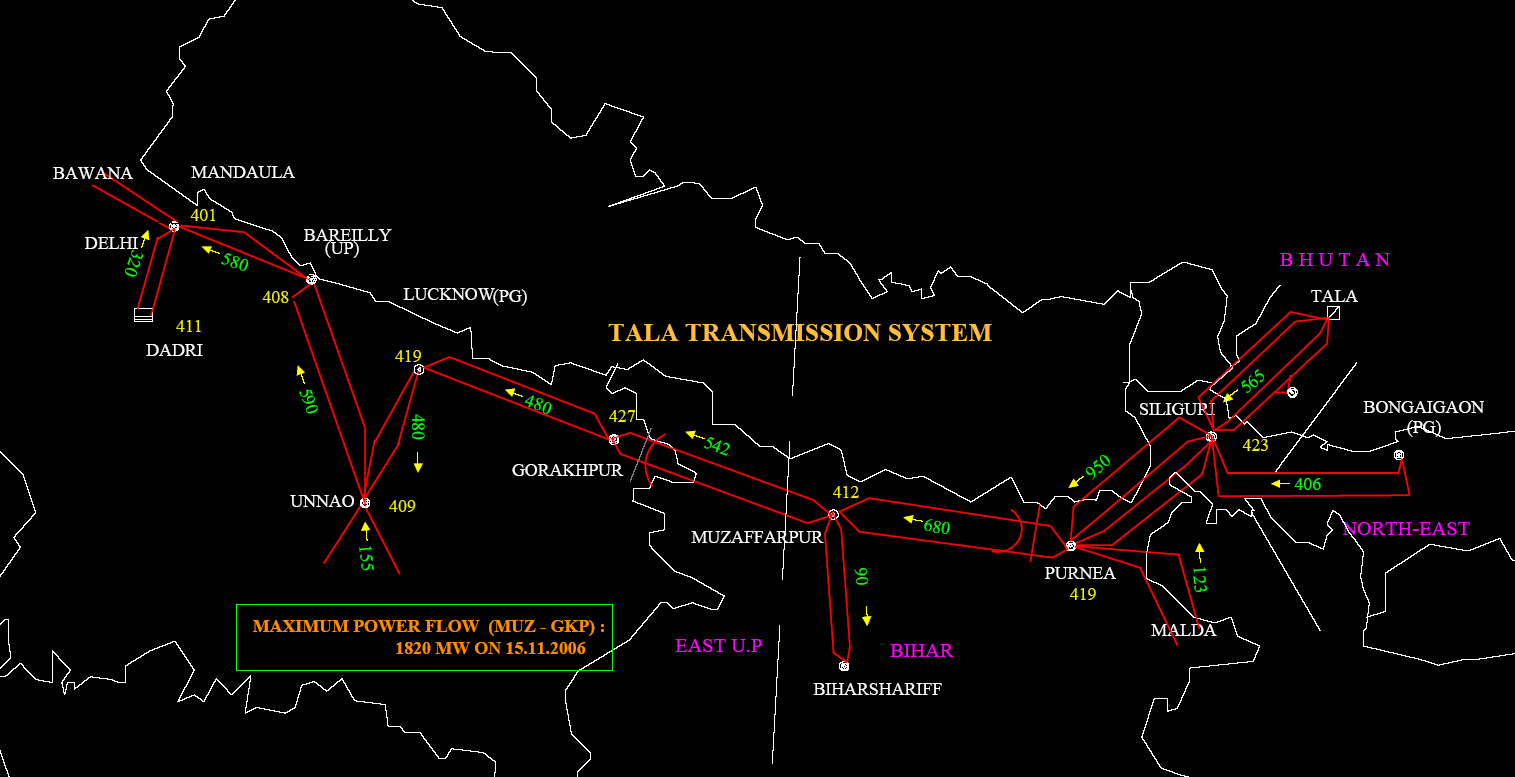 BAWANA
MANDAULA
401
DELHI
320
580
BAREILLY
(UP)
408
411
DADRI
LUCKNOW(PG)
B H U T A N
TALA
TALA TRANSMISSION SYSTEM
419
590
480
480
427
542
565
SILIGURI
423
BONGAIGAON
(PG)
GORAKHPUR
950
406
UNNAO
409
412
680
NORTH-EAST
MUZAFFARPUR
155
90
PURNEA
419
123
MALDA
MAXIMUM POWER FLOW (MUZ - GKP) :
1820 MW ON 15.11.2006
EAST U.P
BIHAR
BIHARSHARIFF